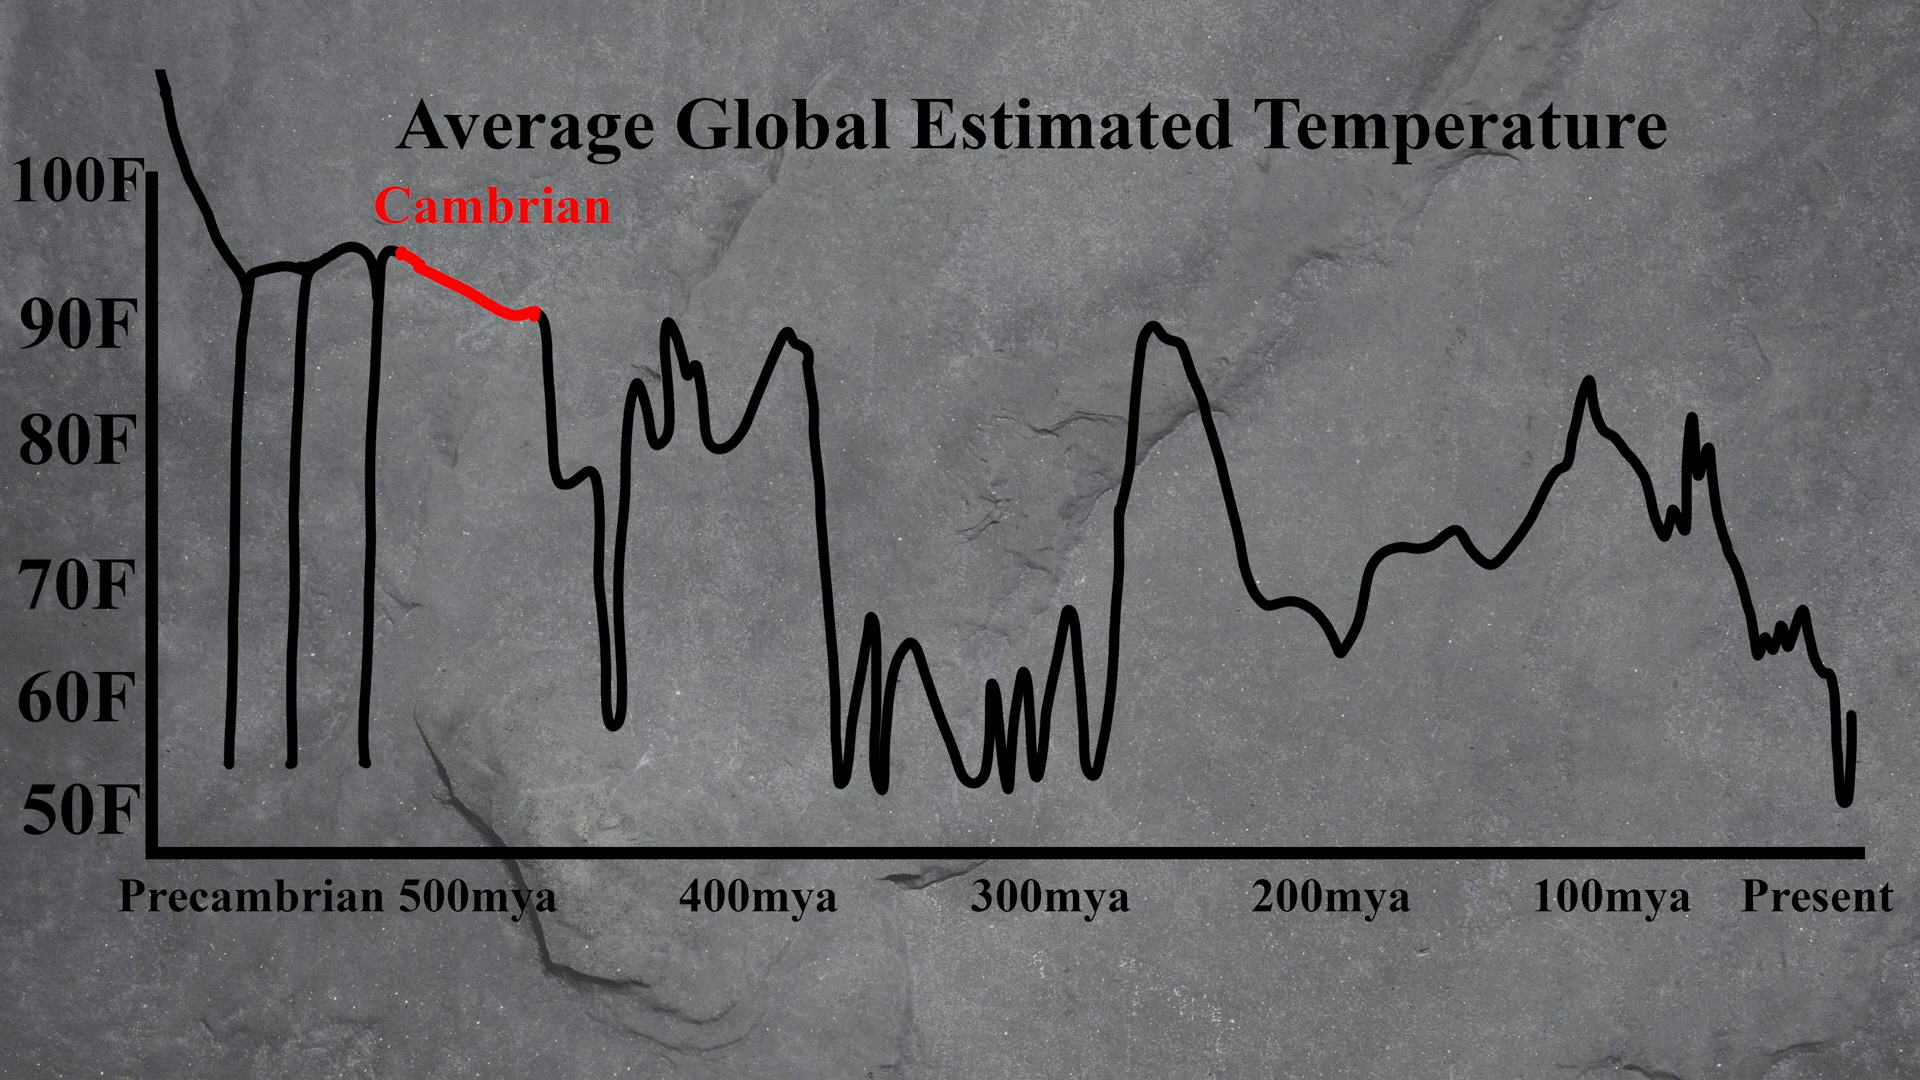 Average Global Estimated Temperature
Cambrian
100F
90F
80F
70F
60F
50F
Precambrian 500mya 400mya 300mya 200mya 100mya Present